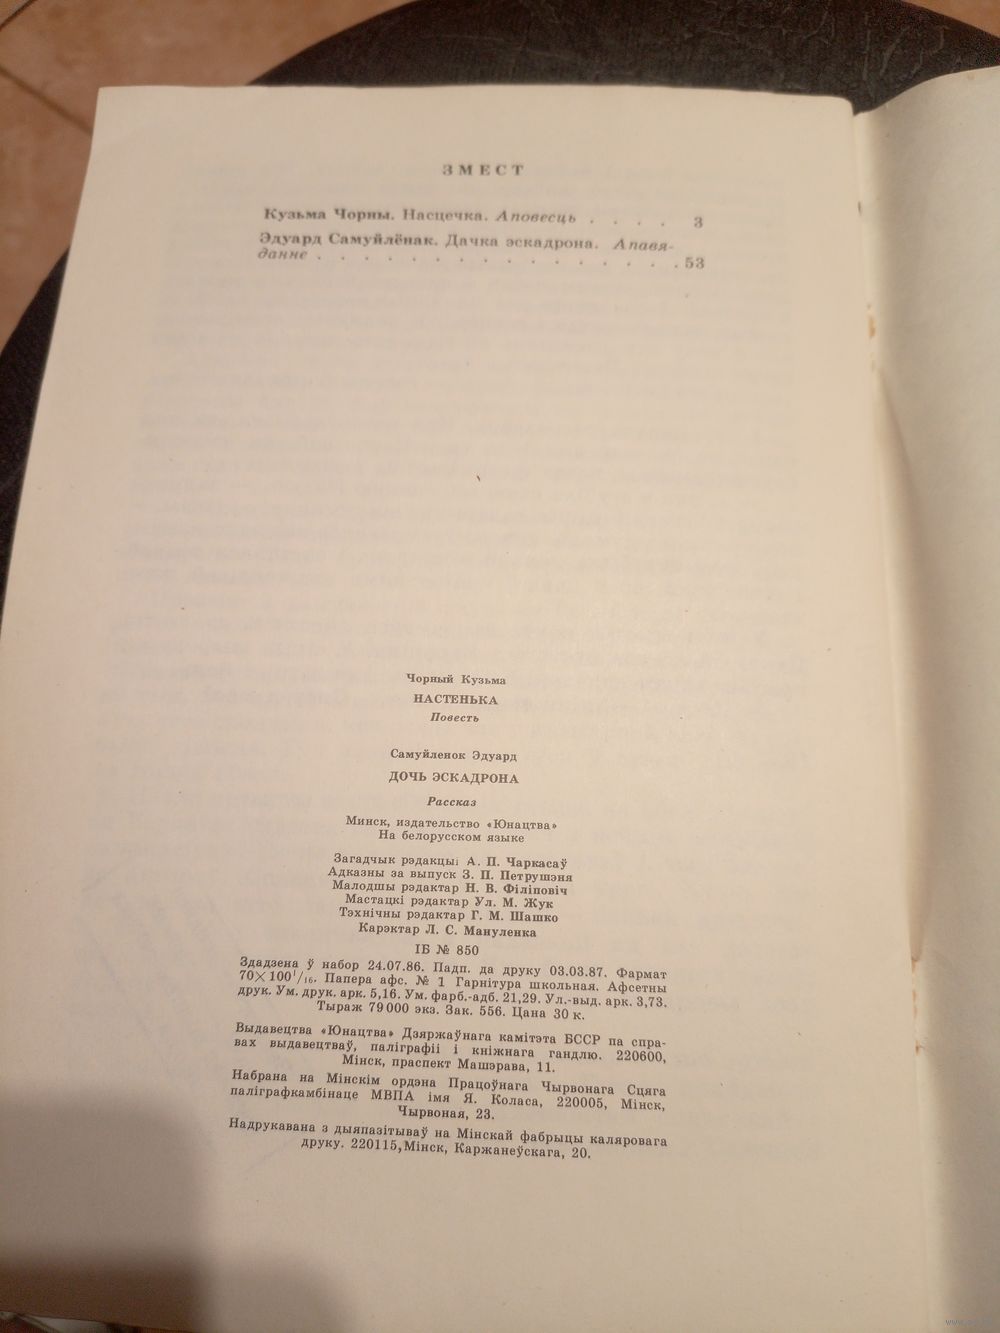 ЗМЕСТ
Кузьма Чорны. Насцечка. Аповесць . . . . 3
Эдуард Самуйлёнак. Дачка эскадрона. Апавя-
данне . . . . . . . . . . . . . . . . 53
Чорный Кузьма
НАСТЕНЬКА
Повесть
Самуйленок Эдуард
ДОЧЬ ЭСКАДРОНА
Рассказ
Минск, издательство «Юнацтва»
На белорусском языке
Загадчык рэдакцыі А. П. Чаркасаў
Адказны за выпуск З. П. Петрушэня
Малодшы рэдактар Н. В. Філіповіч
Мастацкі рэдактар Ул. М. Жук
Тэхнічны рэдактар Г. М. Шашко
Карэктар Л. С. Мануленка
ІБ № 850
Здадзена ў набор 24.07.86. Падп. да друку 03.03.87. Фармат
70×100¹/₁₆. Папера афс. № 1 Гарнітура школьная. Афсетны
друк. Ум. друк. арк. 5,16. Ум. фарб.-адб. 21,29. Ул.-выд. арк. 3,73.
Тыраж 79 000 экз. Зак. 556. Цана 30 к.
Выдавецтва «Юнацтва» Дзяржаўнага камітэта БССР па спра-
вах выдавецтваў, паліграфіі і кніжнага гандлю. 220600,
Мінск, праспект Машэрава, 11.
Набрана на Мінскім ордэна Працоўнага Чырвонага Сцяга
паліграфкамбінаце МВПА імя Я. Коласа, 220005, Мінск,
Чырвоная, 23.
Надрукавана з дыяпазітываў на Мінскай фабрыцы каляровага
друку. 220115, Мінск, Каржанеўскага, 20.